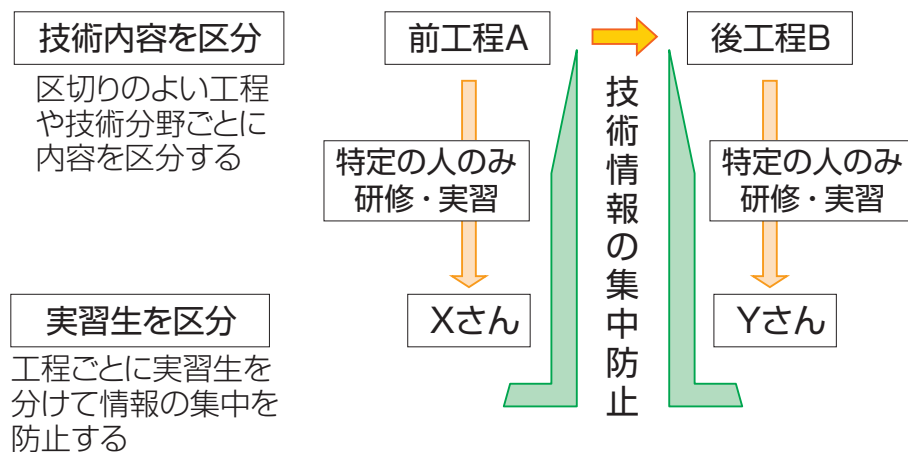 技術内容を区分
区切りのよい工程
や技術分野ごとに
内容を区分する
実習生を区分
工程ごとに実習生を
分けて情報の集中を
防止する
前工程A
特定の人のみ
研修・実習
Xさん
技術情報の集中防止
後工程B
特定の人のみ
研修・実習
Yさん